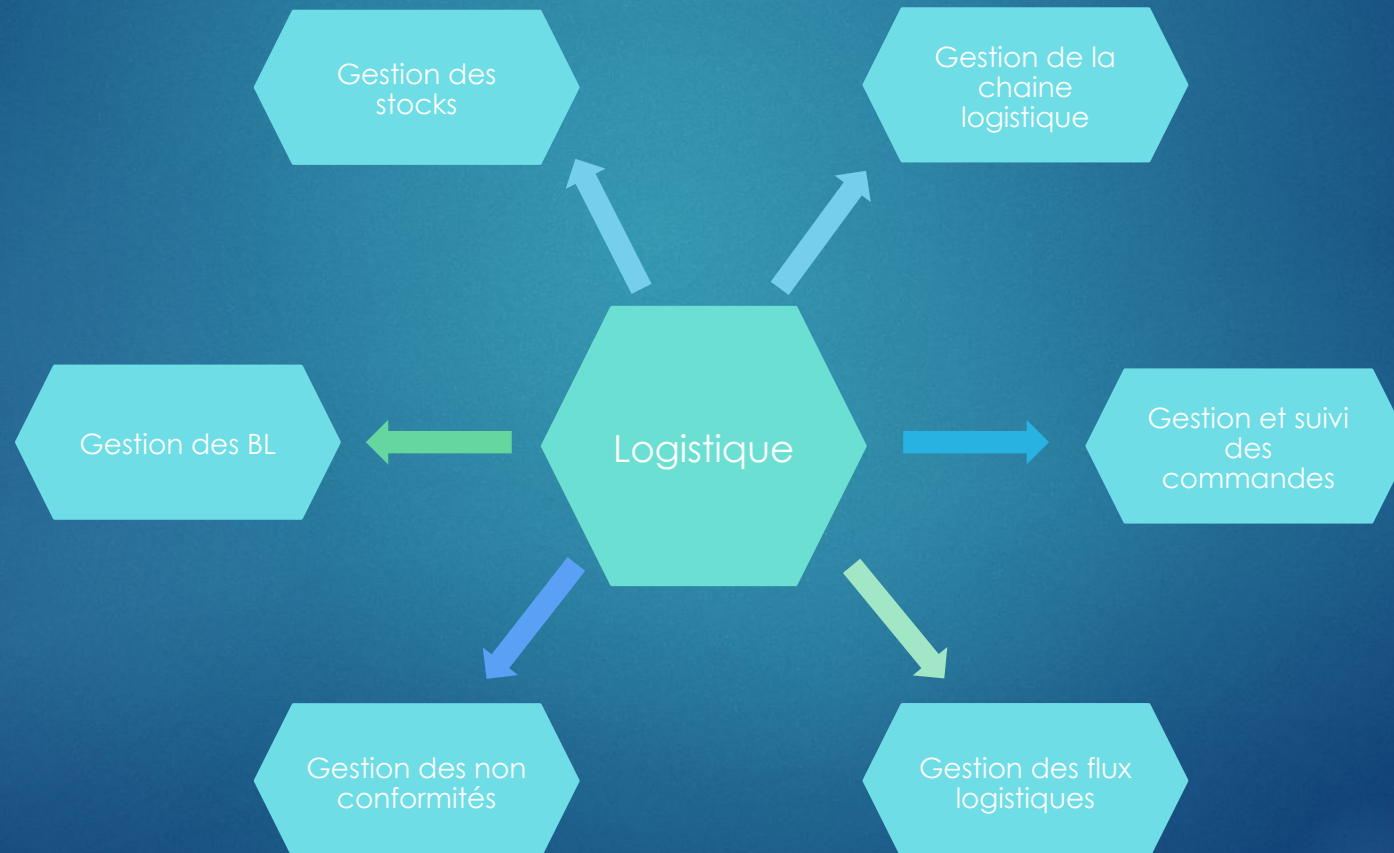 Gestion des
stocks
Gestion de la
chaine
logistique
Gestion des BL
Logistique
Gestion et suivi
des
commandes
Gestion des non
conformités
Gestion des flux
logistiques